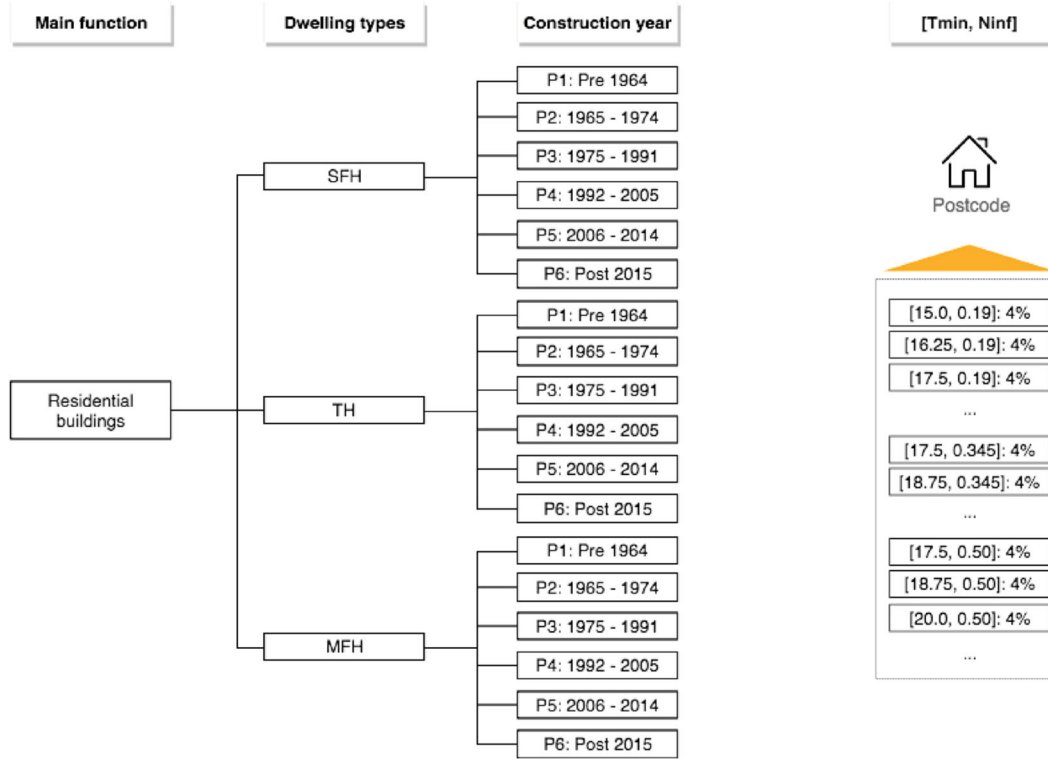 Main function
Dwelling types
Construction year
[Tmin, Ninf]
P1: Pre 1964
P2: 1965 - 1974
P3: 1975 - 1991
SFH
P4: 1992 - 2005
P5: 2006 - 2014
P6: Post 2015
P1: Pre 1964
P2: 1965 - 1974
P3: 1975 - 1991
Residential
buildings
TH
P4: 1992 - 2005
P5: 2006 - 2014
P6: Post 2015
P1: Pre 1964
P2: 1965 - 1974
P3: 1975 - 1991
MFH
P4: 1992 - 2005
P5: 2006 - 2014
P6: Post 2015
Postcode
[15.0, 0.19]: 4%
[16.25, 0.19]: 4%
[17.5, 0.19]: 4%
...
[17.5, 0.345]: 4%
[18.75, 0.345]: 4%
...
[17.5, 0.50]: 4%
[18.75, 0.50]: 4%
[20.0, 0.50]: 4%
...